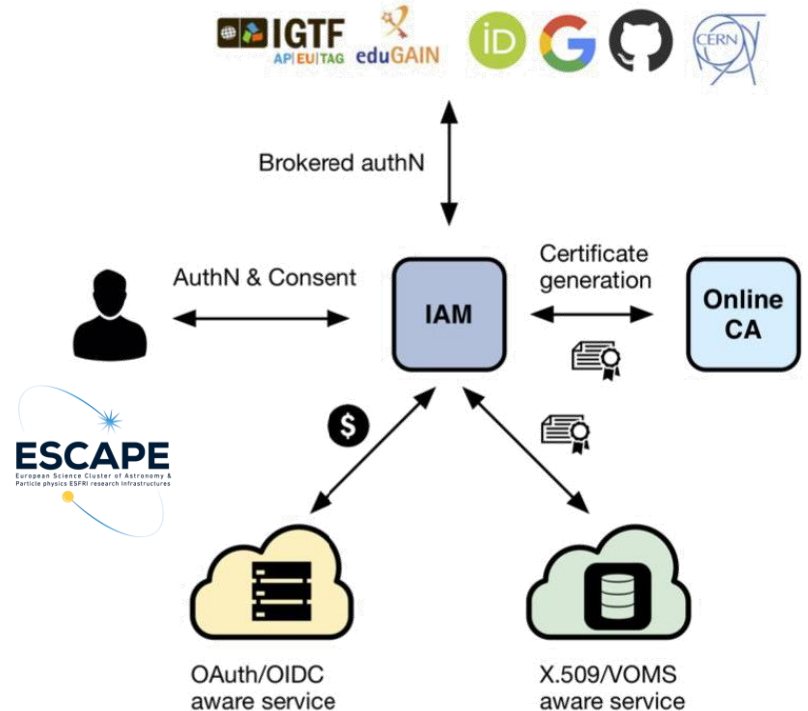 IGTF
AP|EU|TAG
eduGAIN
iD
G
CERN
Brokered authN
AuthN & Consent
Certificate
generation
IAM
Online
CA
$
ESCAPE
European Science Cluster of Astronomy &
Particle physics ESFRI research Infrastructures
OAuth/OIDC
aware service
X.509/VOMS
aware service